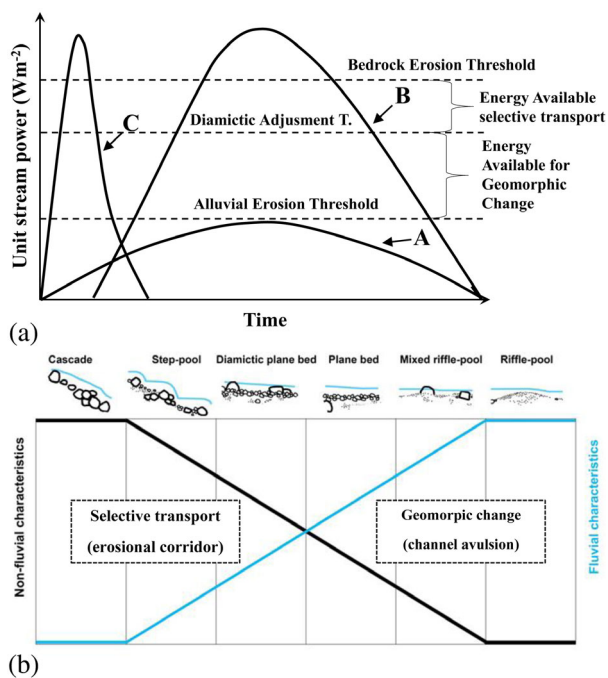 Unit stream power (Wm-2)
Bedrock Erosion Threshold
C
B
Energy Available
selective transport
Diamictic Adjusment T.
Energy
Available for
Geomorphic
Change
Alluvial Erosion Threshold
A
Time
(a)
Cascade
Step-pool
Diamictic plane bed
Plane bed
Mixed riffle-pool
Riffle-pool
Non-fluvial characteristics
Selective transport
(erosional corridor)
Geomorpic change
(channel avulsion)
Fluvial characteristics
(b)